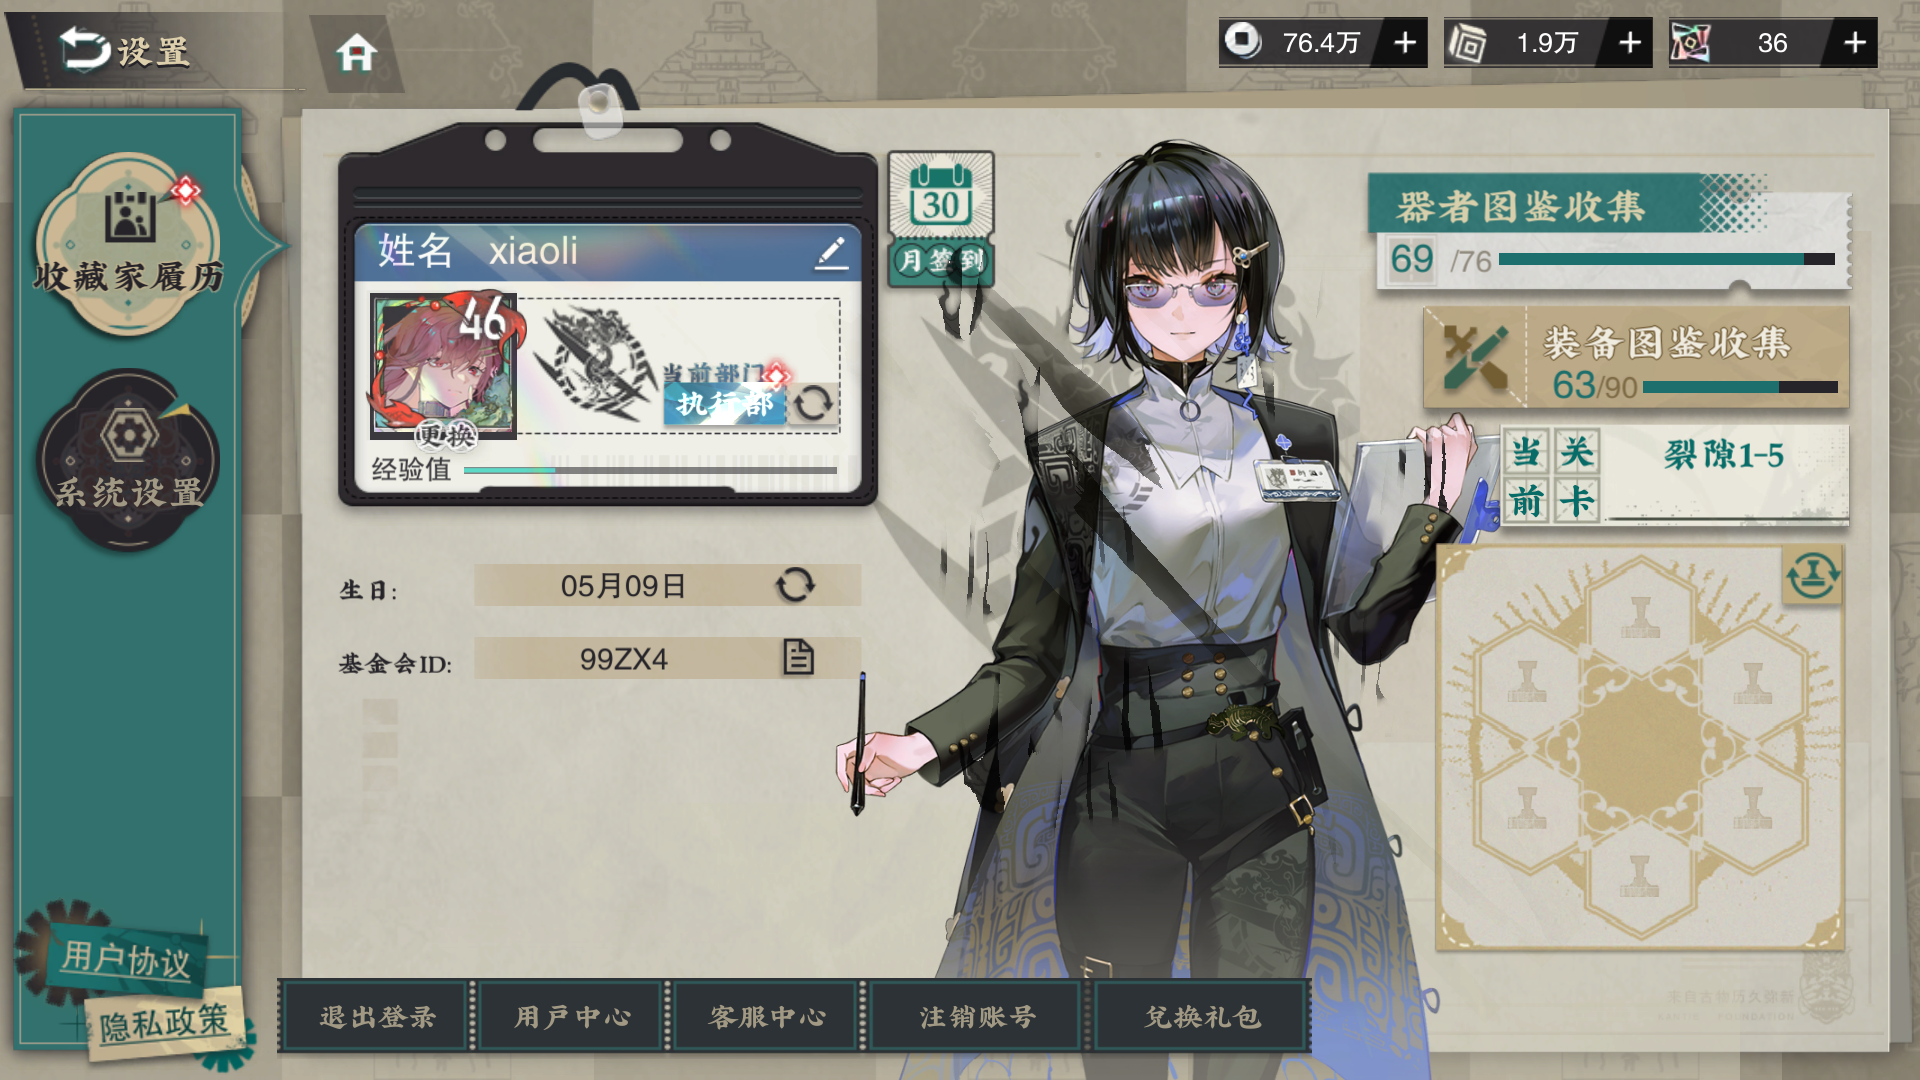 设置
76.4万
1.9万
36
收藏家履历
系统设置
用户协议
隐私政策
姓名 xiaoli
46
更换
当前部门
执行部
经验值
30
月签到
生日: 05月09日
基金会ID: 99ZX4
器者图鉴收集
69 /76
装备图鉴收集
63/90
当前关卡
裂隙1-5
退出登录
用户中心
客服中心
注销账号
兑换礼包